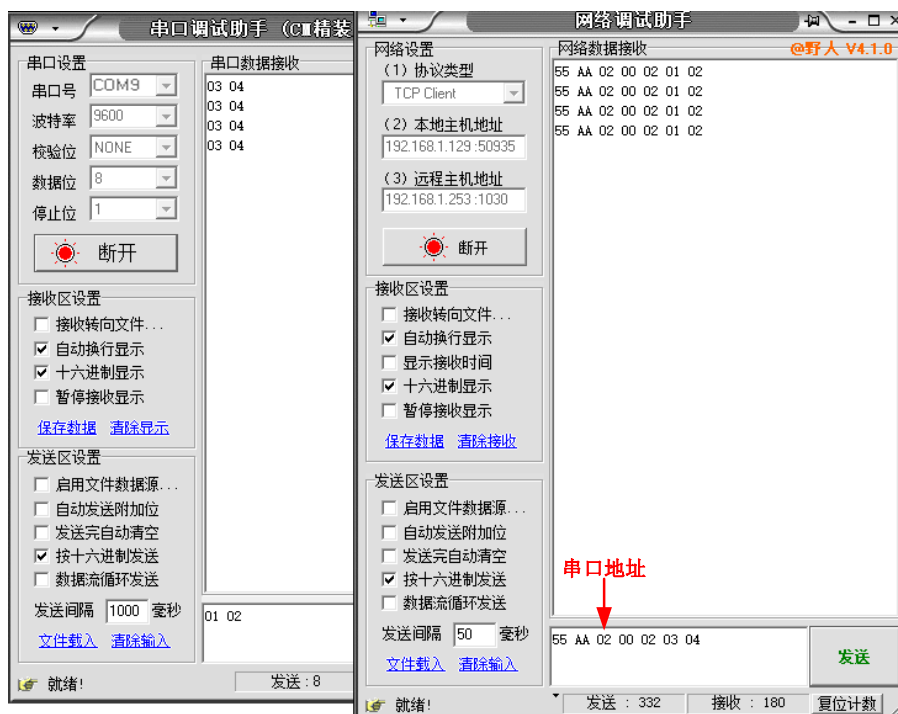 串口调试助手 (CM精装
串口设置
串口号 COM9
波特率 9600
校验位 NONE
数据位 8
停止位 1
断开
接收区设置
接收转向文件...
自动换行显示
十六进制显示
暂停接收显示
保存数据 清除显示
发送区设置
启用文件数据源...
自动发送附加位
发送完自动清空
按十六进制发送
数据流循环发送
发送间隔 1000 毫秒
文件载入 清除输入
就绪!
串口数据接收
03 04
03 04
03 04
03 04
01 02
发送:8
网络调试助手
网络设置
(1) 协议类型
TCP Client
(2) 本地主机地址
192.168.1.129:50935
(3) 远程主机地址
192.168.1.253:1030
断开
接收区设置
接收转向文件...
自动换行显示
显示接收时间
十六进制显示
暂停接收显示
保存数据 清除接收
发送区设置
启用文件数据源...
自动发送附加位
发送完自动清空
按十六进制发送
数据流循环发送
发送间隔 50 毫秒
文件载入 清除输入
就绪!
网络数据接收 @野人 V4.1.0
55 AA 02 00 02 01 02
55 AA 02 00 02 01 02
55 AA 02 00 02 01 02
55 AA 02 00 02 01 02
串口地址
55 AA 02 00 02 03 04
发送
发送 : 332 接收 : 180 复位计数